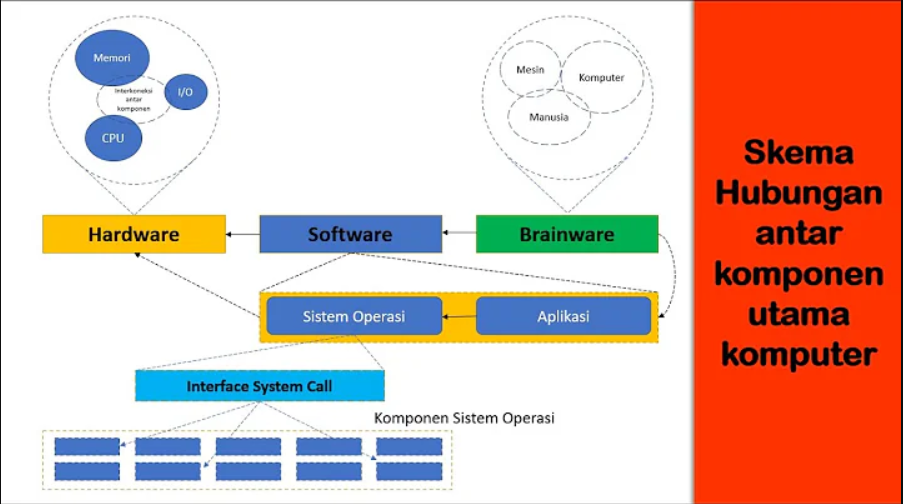 Memori
I/O
Interkoneksi
antar
komponen
CPU
Mesin
Komputer
Manusia
Hardware
Software
Brainware
Sistem Operasi
Aplikasi
Interface System Call
Komponen Sistem Operasi
Skema
Hubungan
antar
komponen
utama
komputer